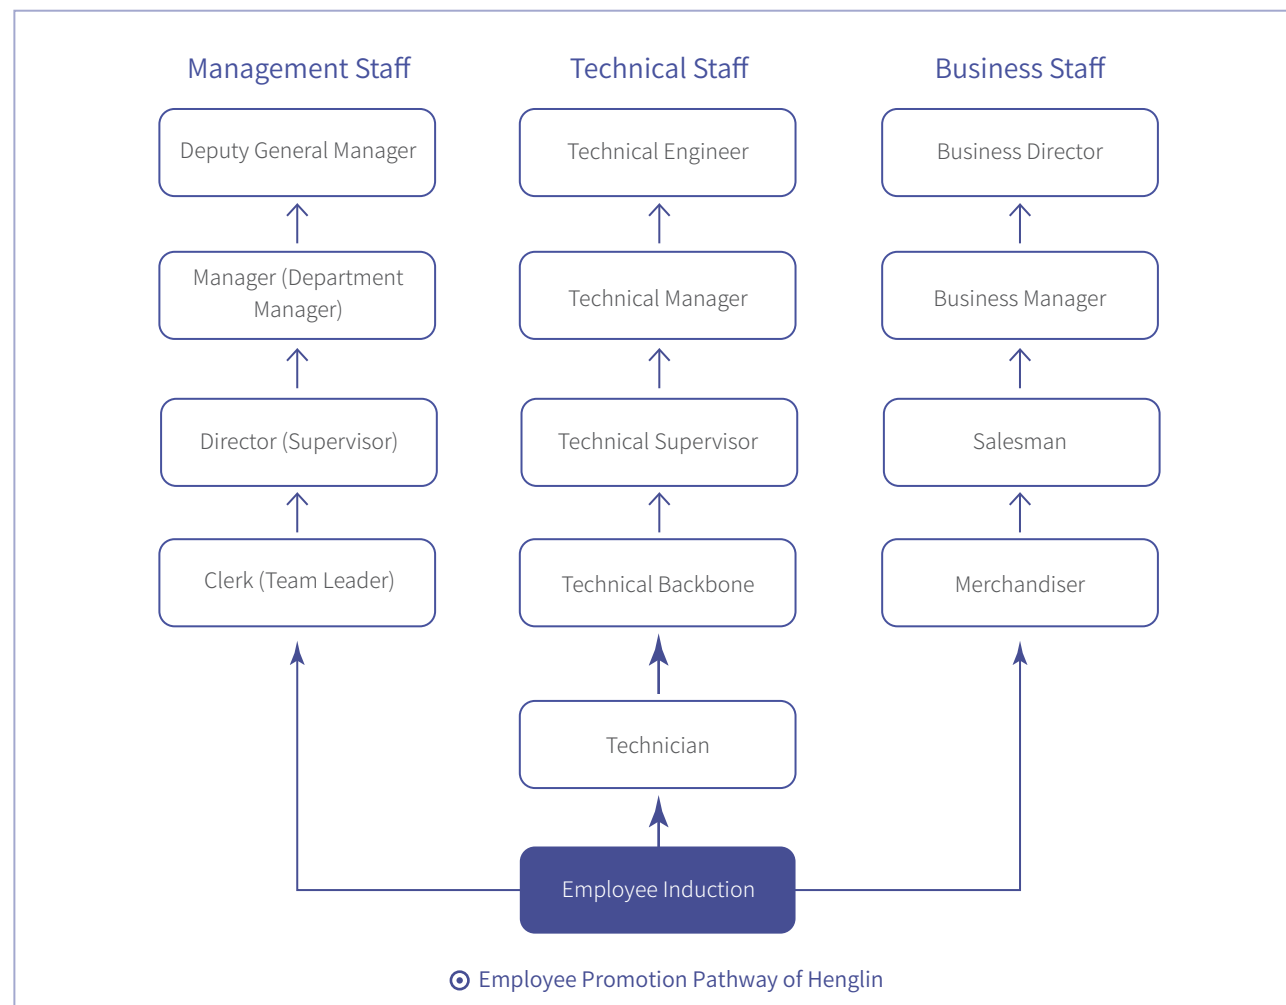 Management Staff
Technical Staff
Business Staff
Deputy General Manager
Technical Engineer
Business Director
Manager (Department
Manager)
Technical Manager
Business Manager
Director (Supervisor)
Technical Supervisor
Salesman
Clerk (Team Leader)
Technical Backbone
Merchandiser
Technician
Employee Induction
Employee Promotion Pathway of Henglin